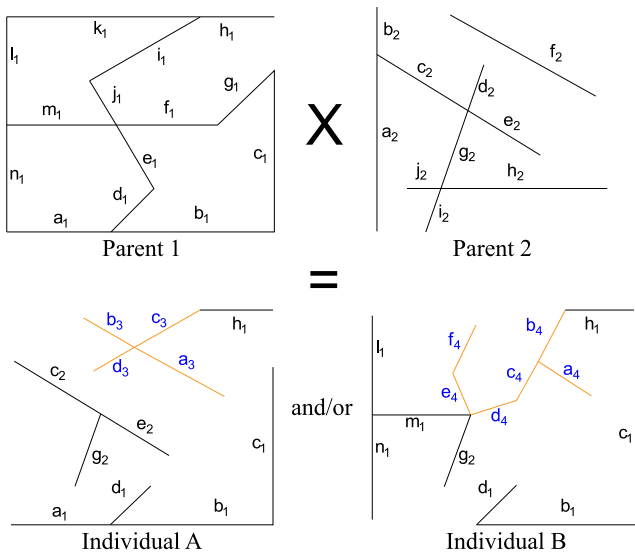 k₁ h₁
l₁ i₁
j₁ g₁
m₁ f₁
n₁ e₁ c₁
d₁
a₁ b₁
Parent 1
X
b₂
f₂
c₂
d₂
a₂ e₂
g₂
j₂ h₂
i₂
Parent 2
=
b₃ c₃
h₁
d₃ a₃
c₂
e₂
g₂ c₁
d₁
a₁ b₁
Individual A
and/or
b₄ h₁
l₁ f₄
c₄ a₄
e₄
m₁ d₄
n₁ c₁
g₂
d₁
b₁
Individual B